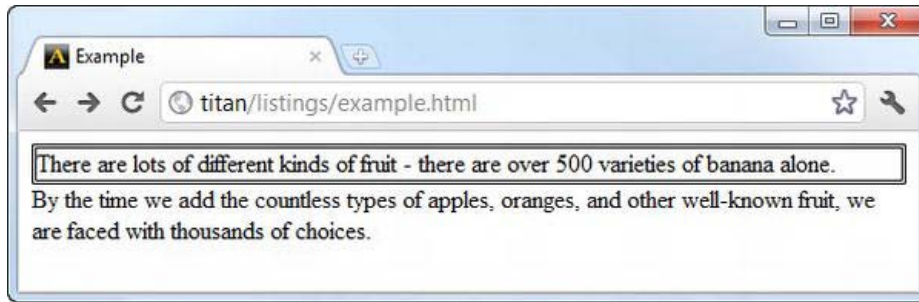 Example
titan/listings/example.html
There are lots of different kinds of fruit - there are over 500 varieties of banana alone.
By the time we add the countless types of apples, oranges, and other well-known fruit, we
are faced with thousands of choices.